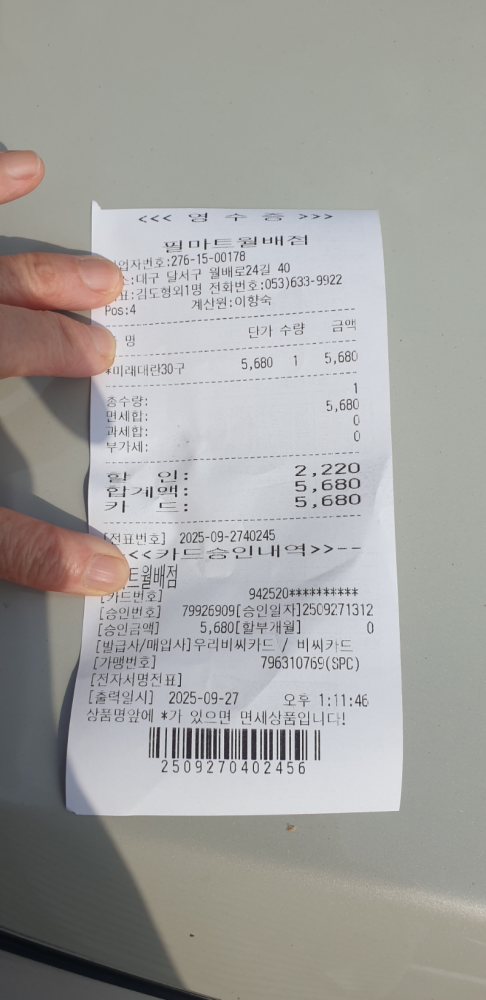 <<< 영 수 증 >>>
필마트월배점
업자번호:276-15-00178
:대구 달서구 월배로24길 40
표:김도형외1명 전화번호:053)633-9922
Pos:4 계산원:이향숙
명 단가 수량 금액
*미래대란30구 5,680 1 5,680
총수량: 1
면세합: 5,680
과세합: 0
부가세: 0
할 인: 2,220
합계액: 5,680
카 드: 5,680
[전표번호] 2025-09-2740245
<<카드승인내역>>--
트월배점
[카드번호] 942520**********
[승인번호] 79926909[승인일자]2509271312
[승인금액] 5,680[할부개월] 0
[발급사/매입사]우리비씨카드 / 비씨카드
[가맹번호] 796310769(SPC)
[전자서명전표]
[출력일시] 2025-09-27 오후 1:11:46
상품명앞에 *가 있으면 면세상품입니다!
2509270402456